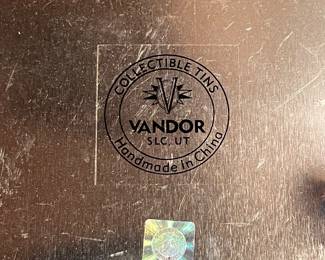 COLLECTIBLE TINS
VANDOR
SLC, UT
Handmade in China